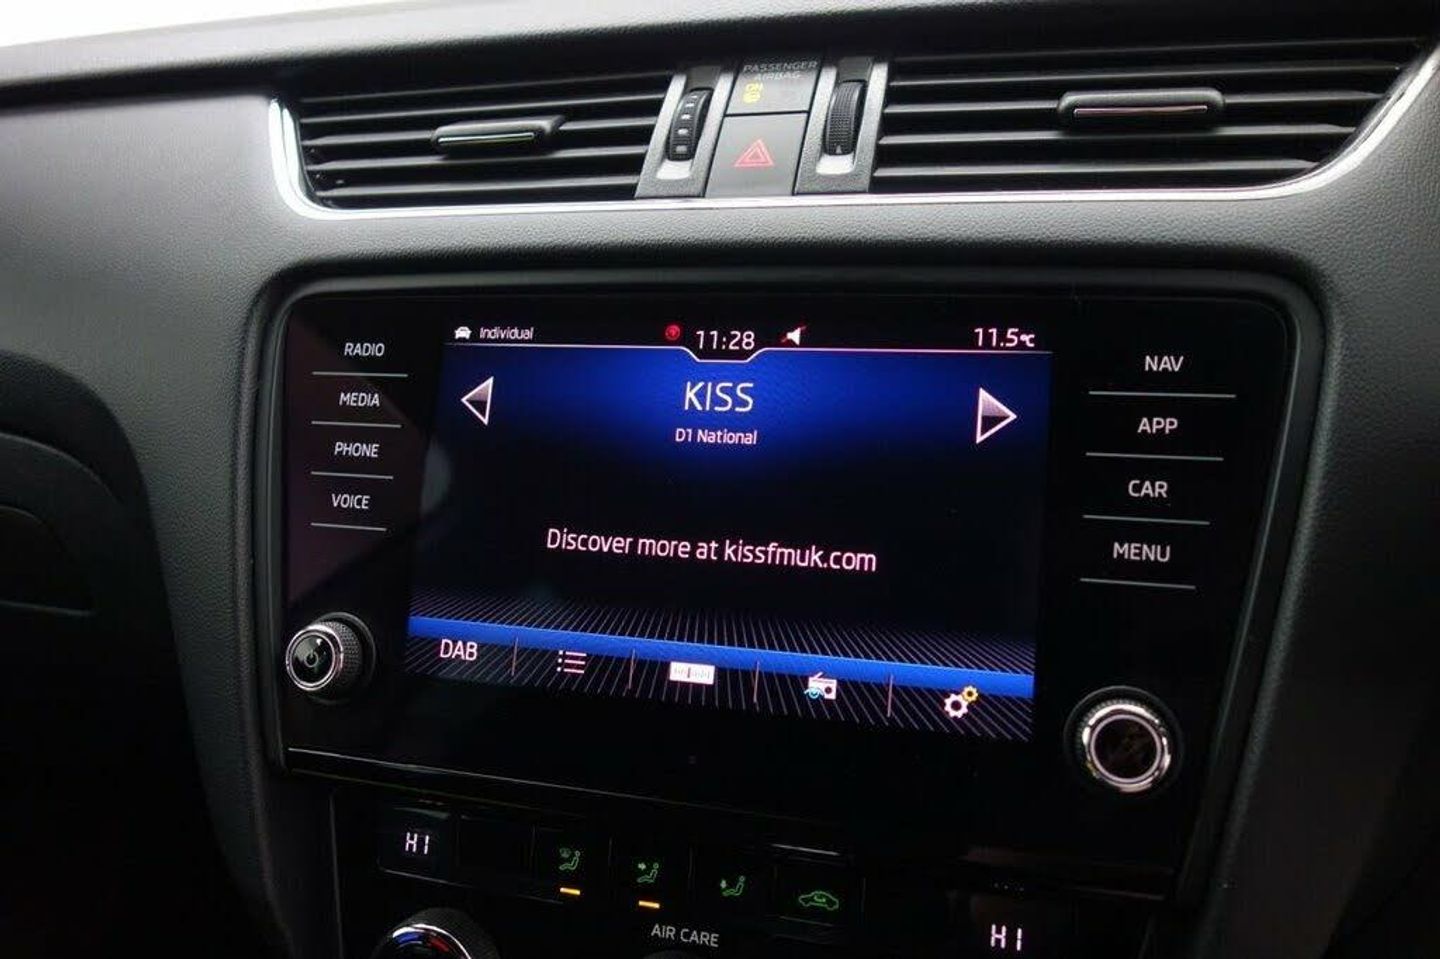 PASSENGER
AIRBAG
ON
Individual
11:28
11.5°C
RADIO
MEDIA
PHONE
VOICE
KISS
D1 National
Discover more at kissfmuk.com
DAB
NAV
APP
CAR
MENU
HI
AIR CARE
HI